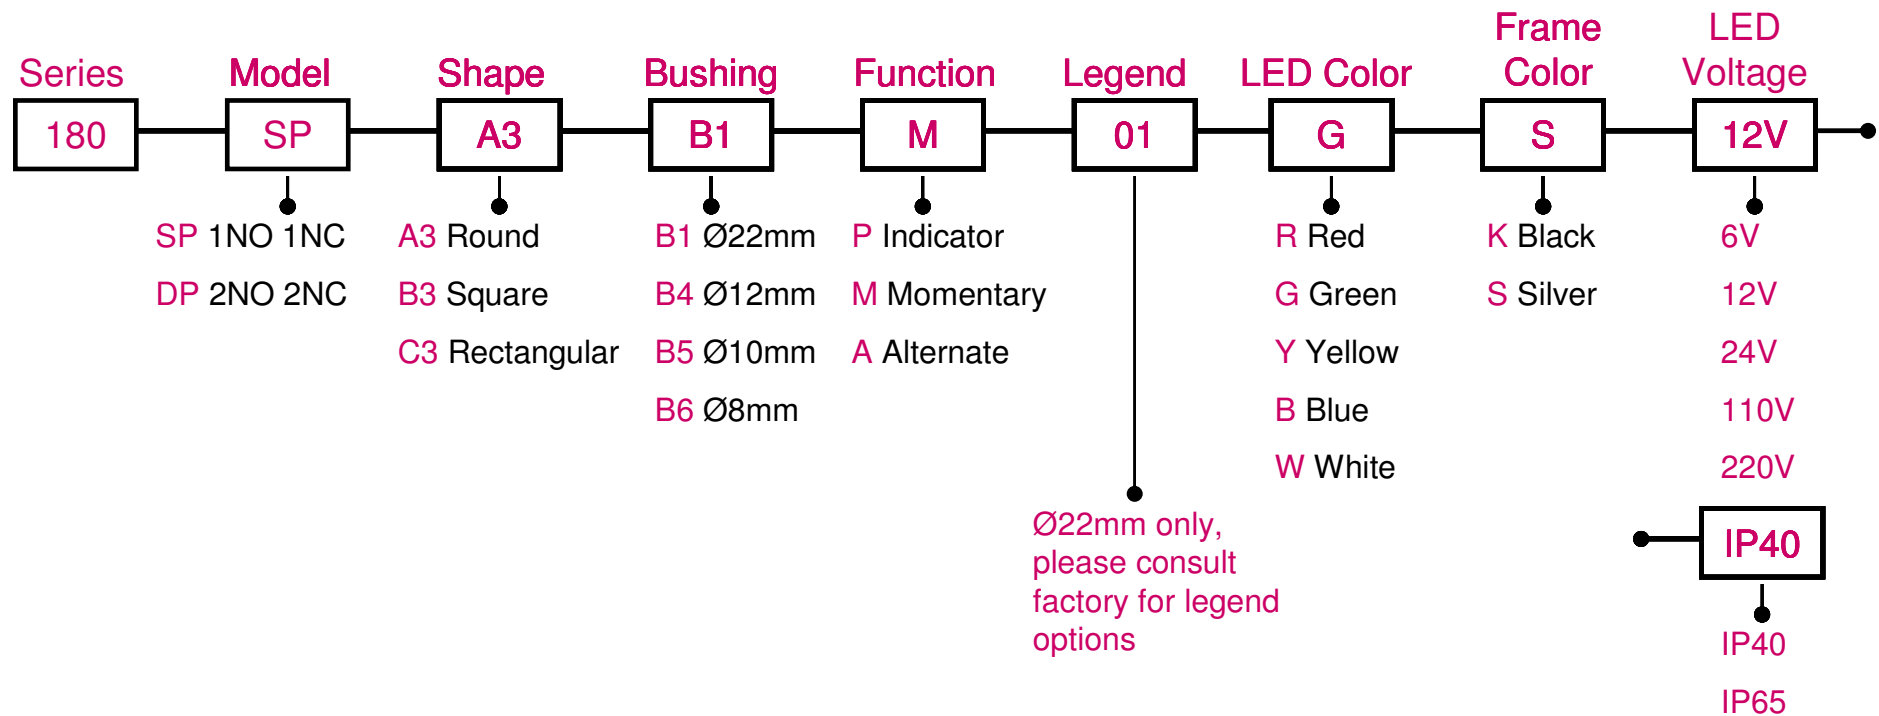 Series Model Shape Bushing Function Legend LED Color Frame Color LED Voltage
180 SP A3 B1 M 01 G S 12V
SP 1NO 1NC A3 Round B1 Ø22mm P Indicator R Red K Black 6V
DP 2NO 2NC B3 Square B4 Ø12mm M Momentary G Green S Silver 12V
C3 Rectangular B5 Ø10mm A Alternate Y Yellow 24V
B6 Ø8mm B Blue 110V
W White 220V
Ø22mm only,
please consult
factory for legend
options
IP40
IP40
IP65